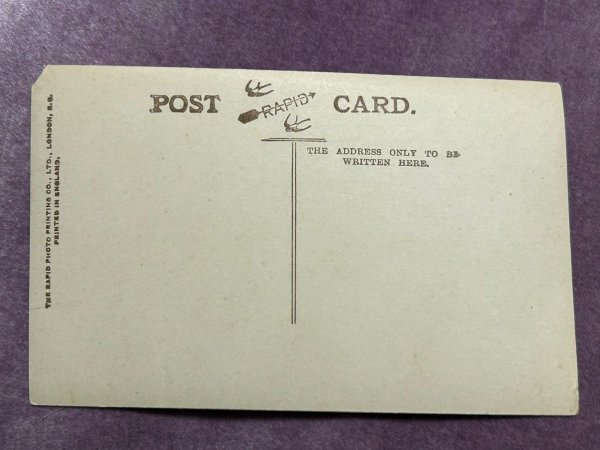 POST CARD.
RAPID
THE ADDRESS ONLY TO BE
WRITTEN HERE.
THE RAPID PHOTO PRINTING CO., LTD., LONDON, E.C.
PRINTED IN ENGLAND.